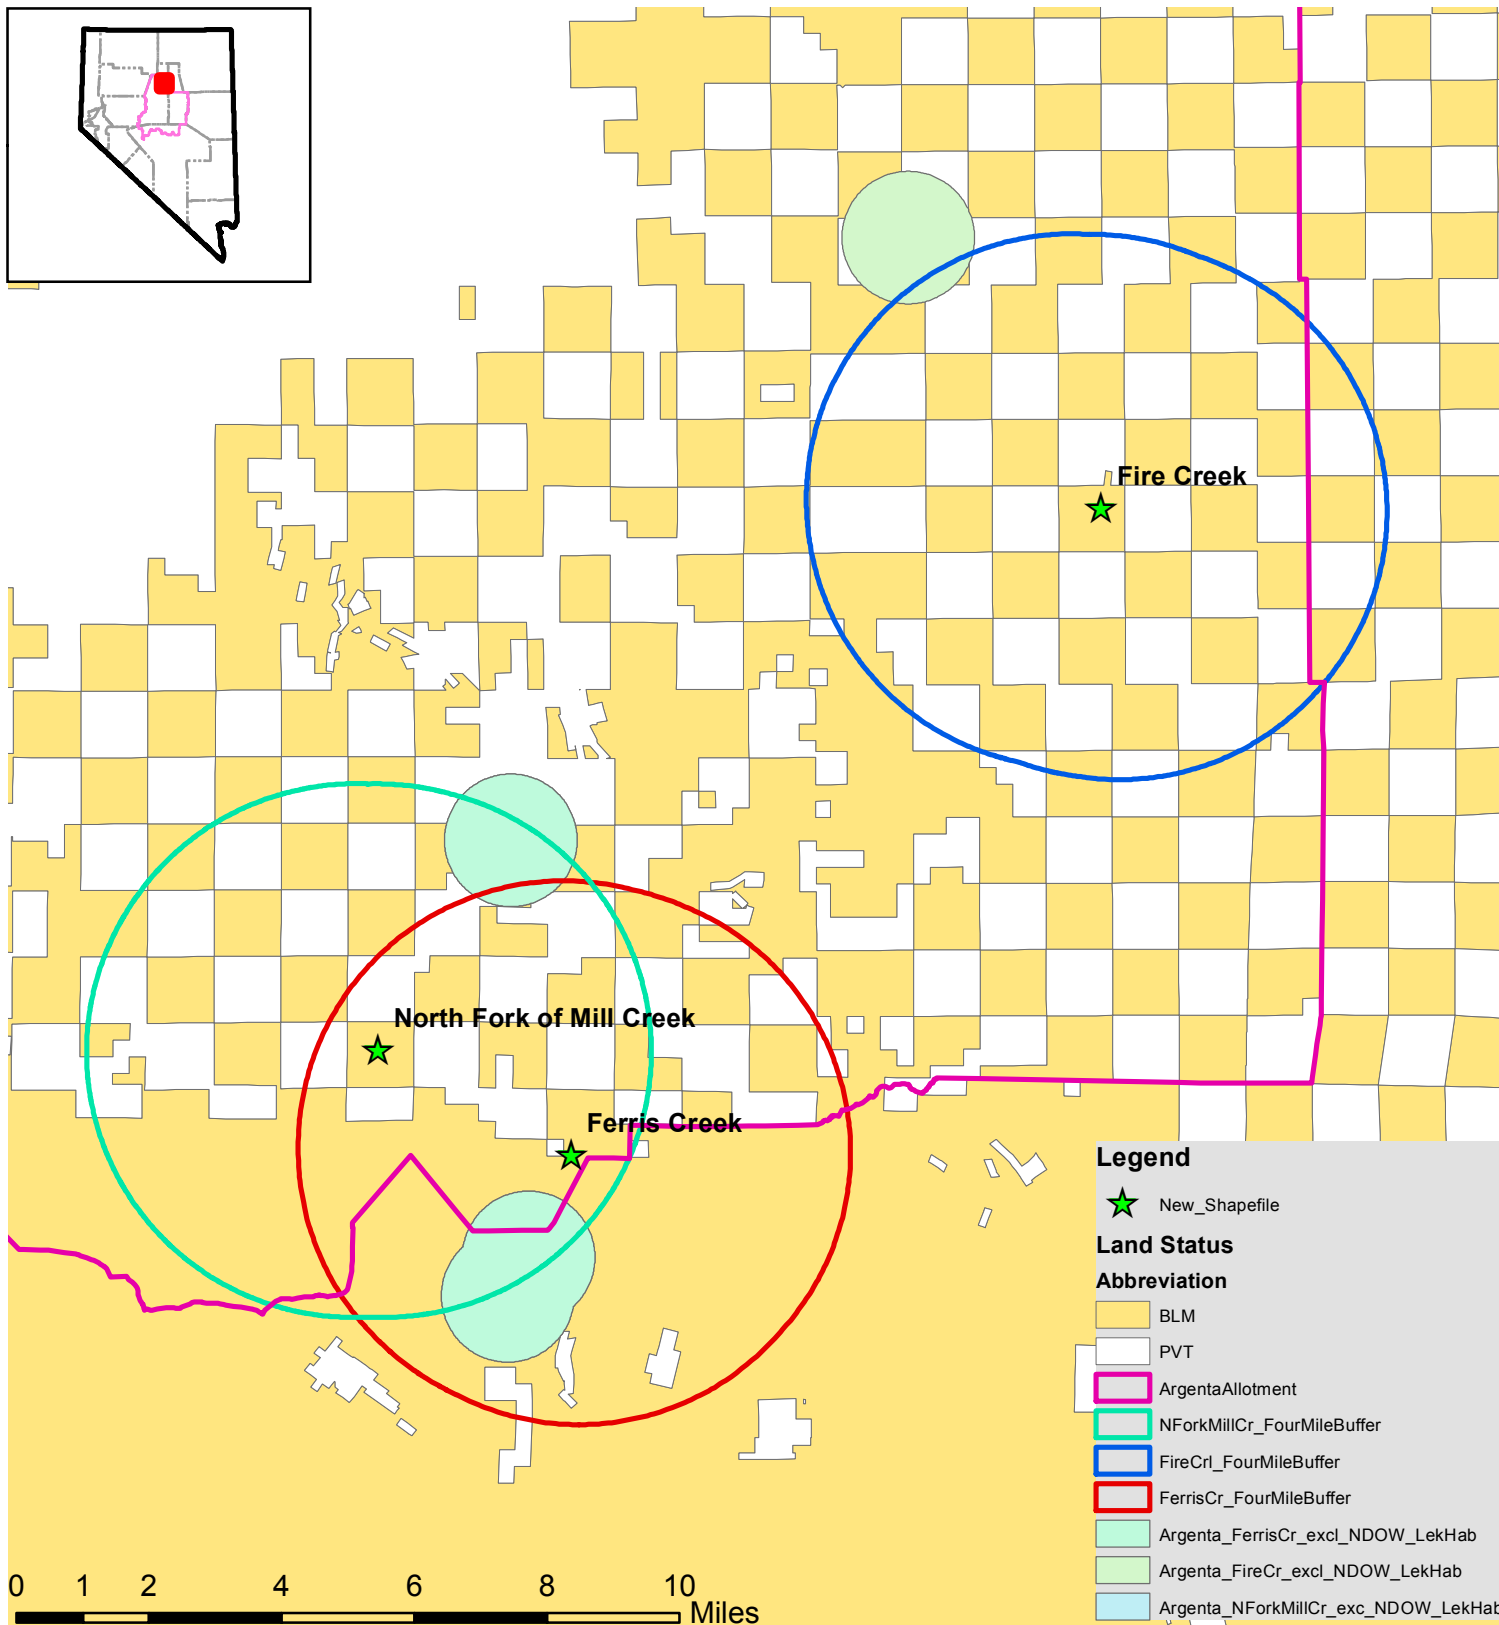 Fire Creek
North Fork of Mill Creek
Ferris Creek
Legend
New_Shapefile
Land Status
Abbreviation
BLM
PVT
ArgentaAllotment
NForkMillCr_FourMileBuffer
FireCrl_FourMileBuffer
FerrisCr_FourMileBuffer
Argenta_FerrisCr_excl_NDOW_LekHab
Argenta_FireCr_excl_NDOW_LekHab
Argenta_NForkMillCr_exc_NDOW_LekHab
0 1 2 4 6 8 10
Miles